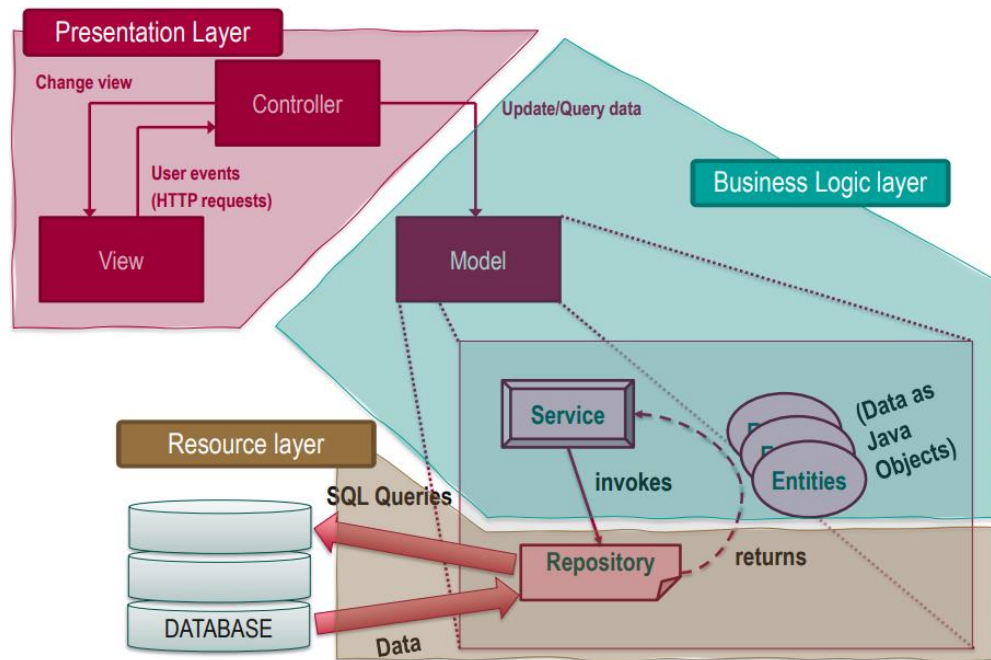 Presentation Layer
Change view
Controller
Update/Query data
User events
(HTTP requests)
Business Logic layer
View
Model
Service
(Data as
Java
Objects)
E
E
Entities
Resource layer
SQL Queries
invokes
Repository
returns
DATABASE
Data